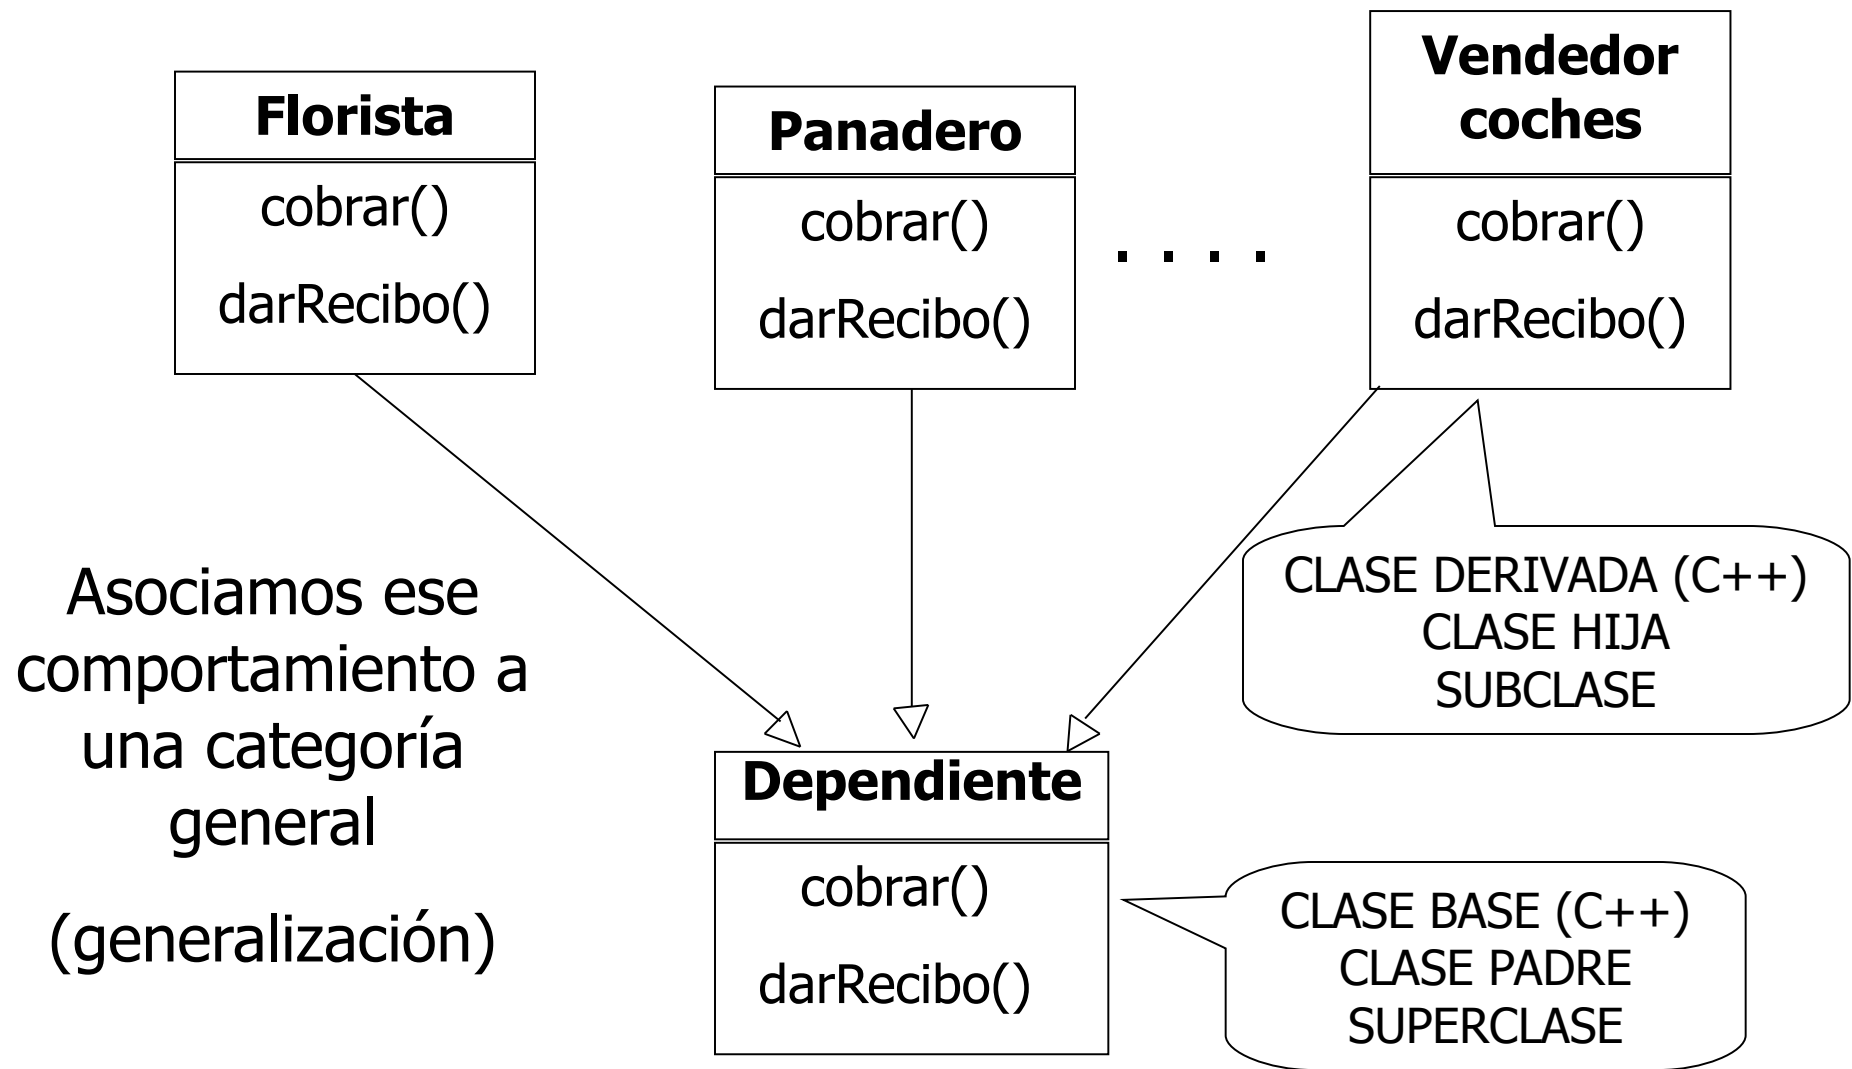 Florista
cobrar()
darRecibo()
Panadero
cobrar()
darRecibo()
. . . .
Vendedor
coches
cobrar()
darRecibo()
CLASE DERIVADA (C++)
CLASE HIJA
SUBCLASE
Asociamos ese
comportamiento a
una categoría
general
(generalización)
Dependiente
cobrar()
darRecibo()
CLASE BASE (C++)
CLASE PADRE
SUPERCLASE